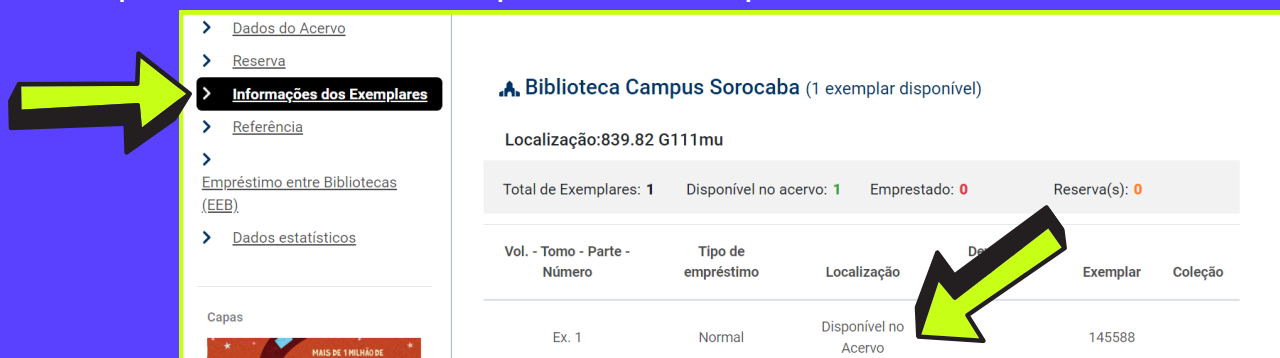 Dados do Acervo
Reserva
Informações dos Exemplares
Referência
Empréstimo entre Bibliotecas
(EEB)
Dados estatísticos
Capas
MAIS DE 1 MILHÃO DE
Biblioteca Campus Sorocaba (1 exemplar disponível)
Localização:839.82 G111mu
Total de Exemplares: 1 Disponível no acervo: 1 Emprestado: 0 Reserva(s): 0
Vol. - Tomo - Parte -
Número
Tipo de
empréstimo
Localização
Exemplar
Coleção
Ex. 1
Normal
Disponível no
Acervo
145588